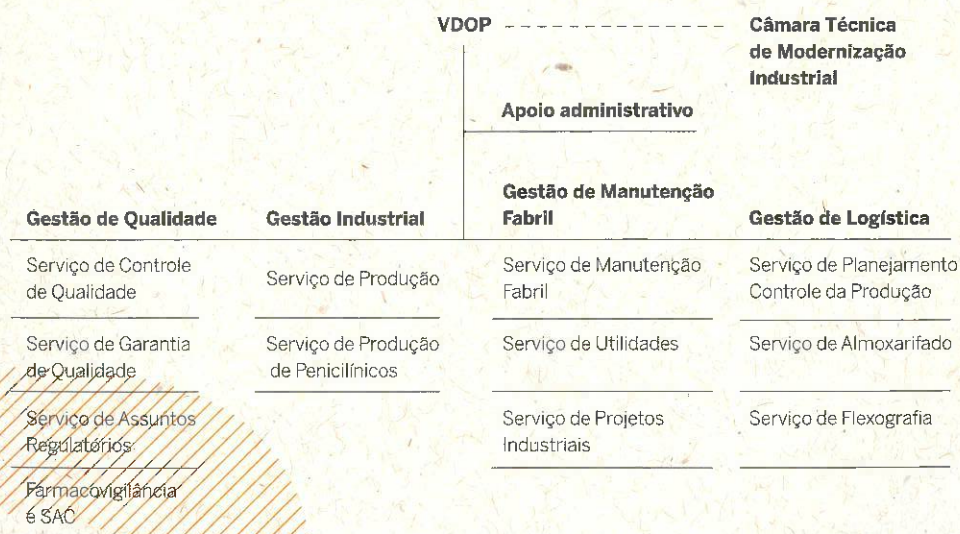 VDOP
Câmara Técnica
de Modernização
Industrial
Apoio administrativo
Gestão de Qualidade
Serviço de Controle
de Qualidade
Serviço de Garantia
de Qualidade
Serviço de Assuntos
Regulatórios
Farmacovigilância
e SAC
Gestão Industrial
Serviço de Produção
Serviço de Produção
de Penicilínicos
Gestão de Manutenção
Fabril
Serviço de Manutenção
Fabril
Serviço de Utilidades
Serviço de Projetos
Industriais
Gestão de Logística
Serviço de Planejamento
Controle da Produção
Serviço de Almoxarifado
Serviço de Flexografia